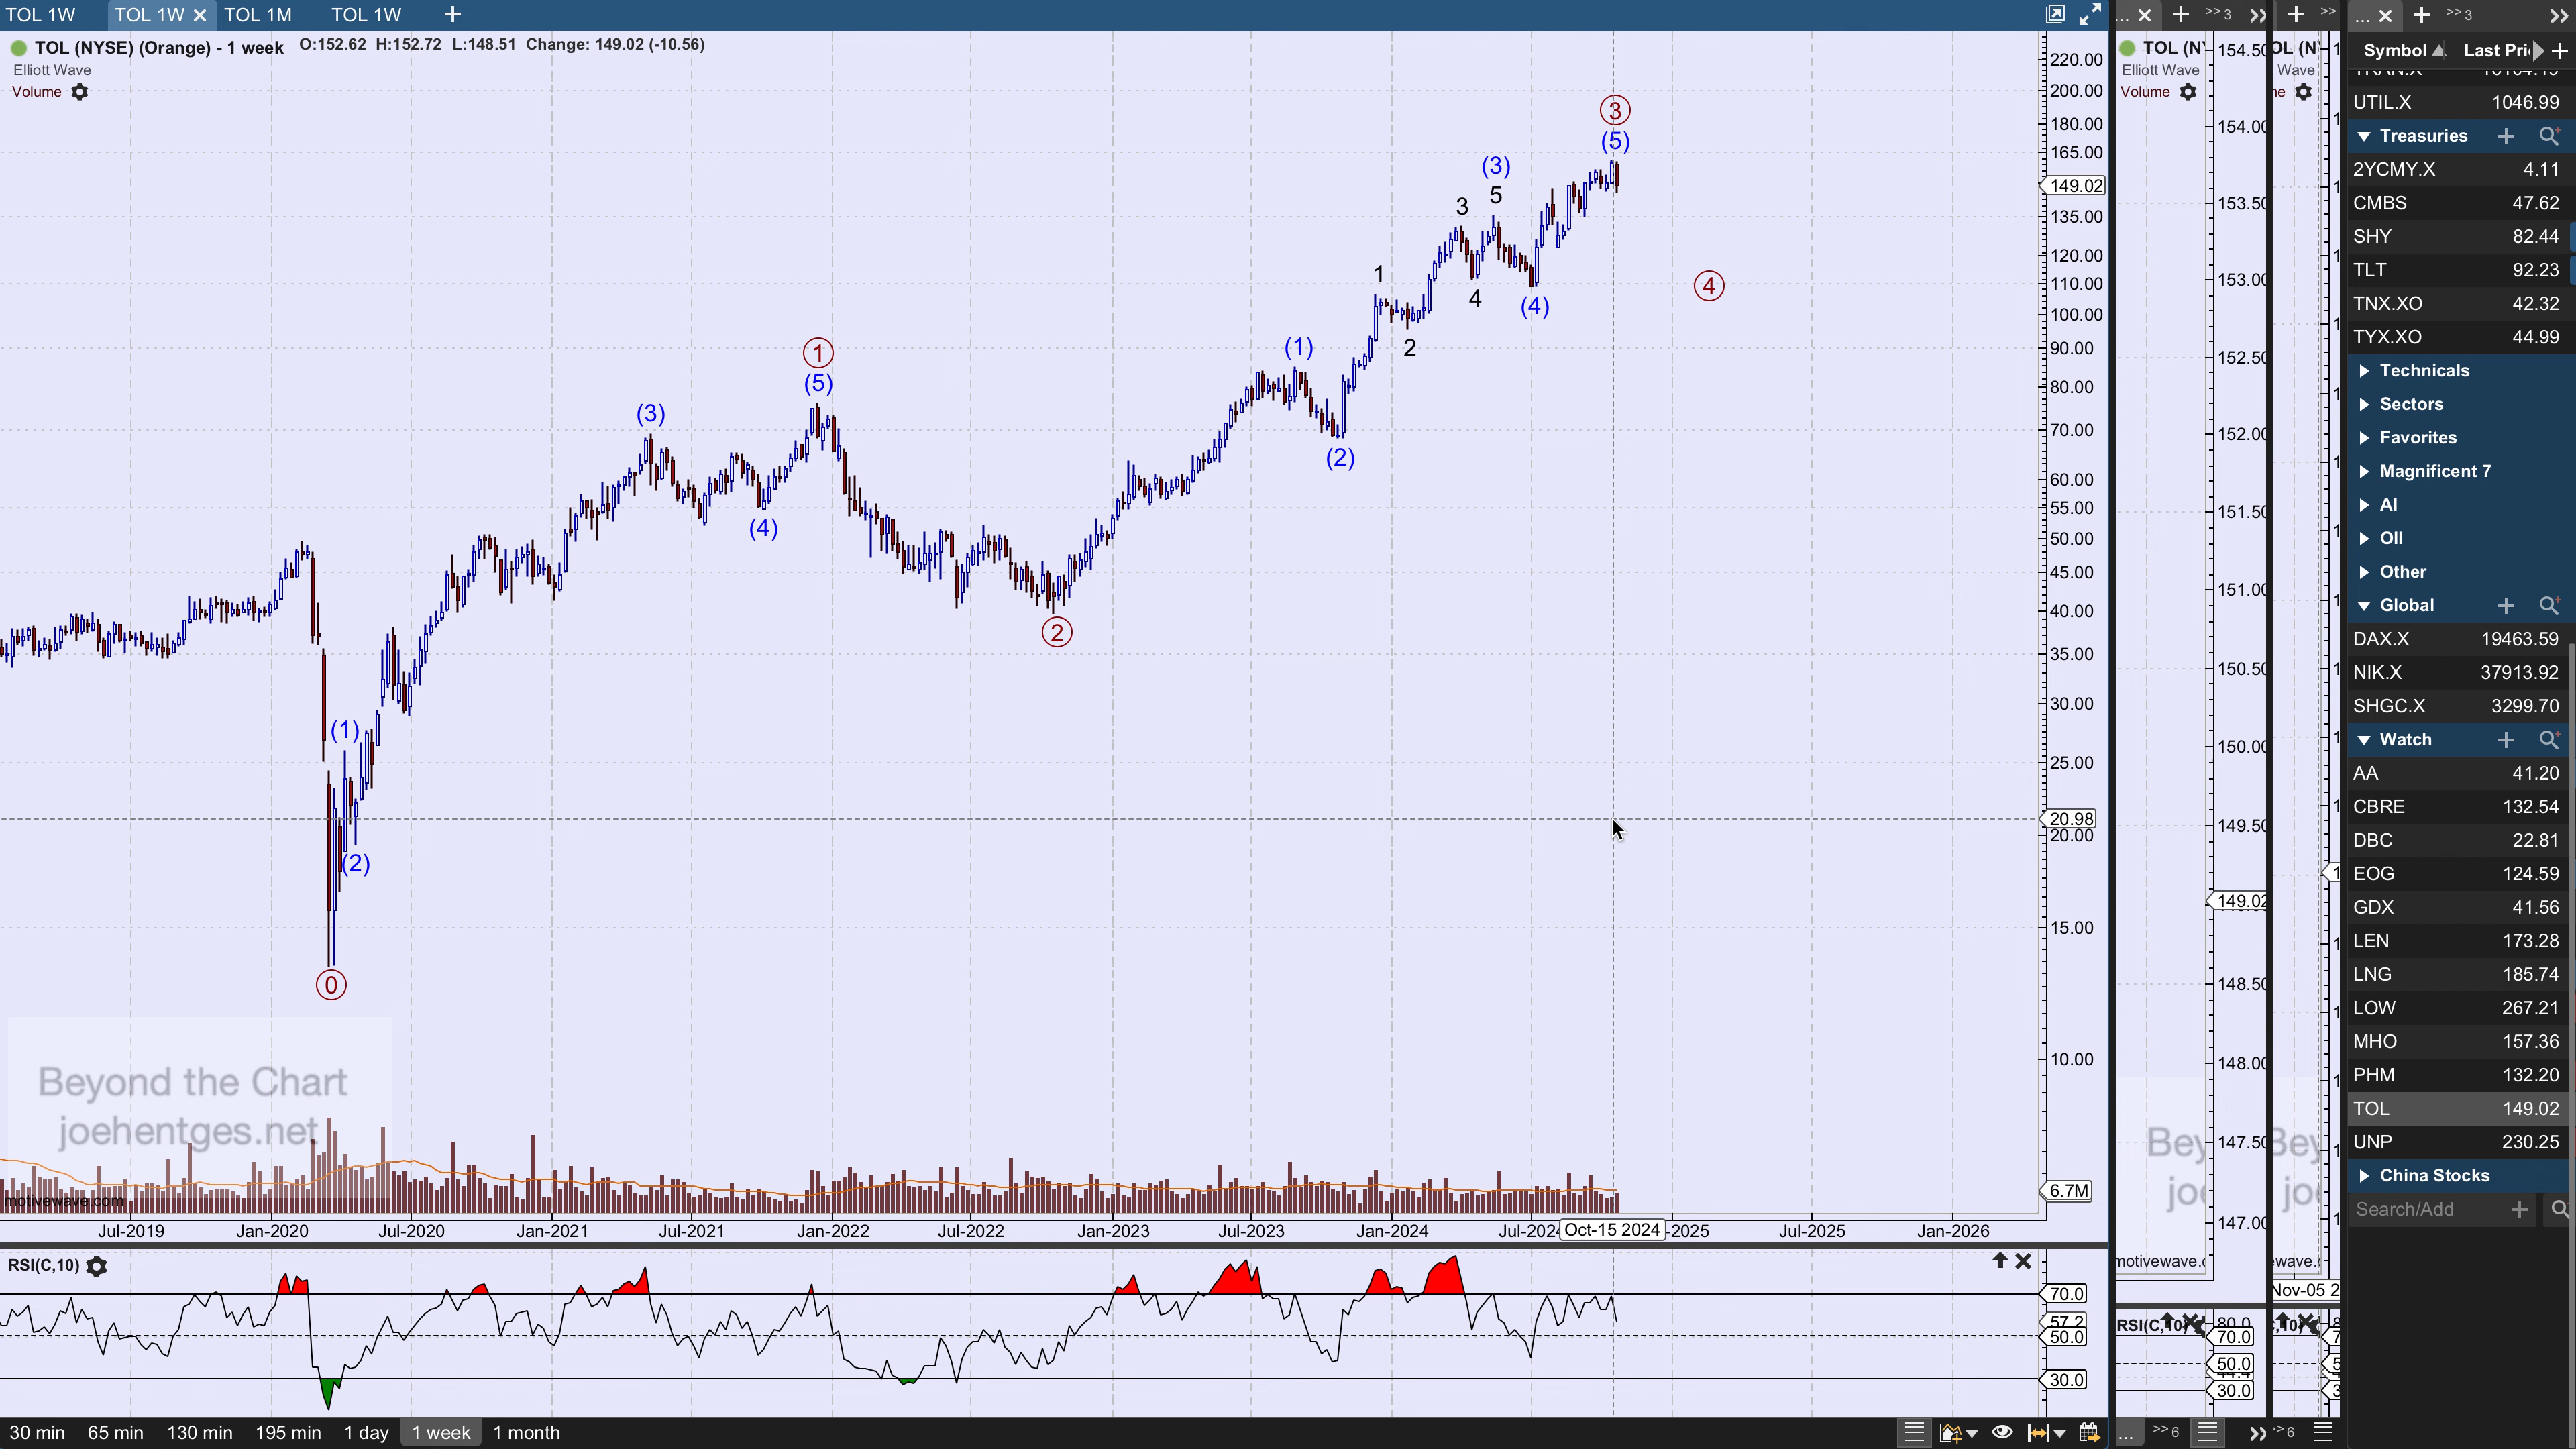 TOL 1W TOL 1W TOL 1M TOL 1W
TOL (NYSE) (Orange) - 1 week O:152.62 H:152.72 L:148.51 Change: 149.02 (-10.56)
Elliott Wave
Volume
220.00
200.00
180.00
165.00
149.02
135.00
120.00
110.00
100.00
90.00
80.00
70.00
60.00
55.00
50.00
45.00
40.00
35.00
30.00
25.00
20.98
20.00
15.00
10.00
6.7M
3
(5)
(3)
5
3
1
4
(4)
4
2
(1)
(2)
1
(5)
(3)
(4)
2
(1)
(2)
0
Beyond the Chart
joehentges.net
motivewave.com
Jul-2019 Jan-2020 Jul-2020 Jan-2021 Jul-2021 Jan-2022 Jul-2022 Jan-2023 Jul-2023 Jan-2024 Oct-15 2024 Jul-2025 Jan-2026
RSI(C,10)
70.0
57.2
50.0
30.0
30 min 65 min 130 min 195 min 1 day 1 week 1 month
Elliott Wave
Volume
154.50
154.00
153.50
153.00
152.50
152.00
151.50
151.00
150.50
150.00
149.50
149.02
148.50
148.00
147.50
147.00
80.0
70.0
50.0
30.0
Symbol Last
UTIL.X 1046.99
Treasuries
2YCMY.X 4.11
CMBS 47.62
SHY 82.44
TLT 92.23
TNX.XO 42.32
TYX.XO 44.99
Technicals
Sectors
Favorites
Magnificent 7
AI
OIl
Other
Global
DAX.X 19463.59
NIK.X 37913.92
SHGC.X 3299.70
Watch
AA 41.20
CBRE 132.54
DBC 22.81
EOG 124.59
GDX 41.56
LEN 173.28
LNG 185.74
LOW 267.21
MHO 157.36
PHM 132.20
TOL 149.02
UNP 230.25
China Stocks
Search/Add